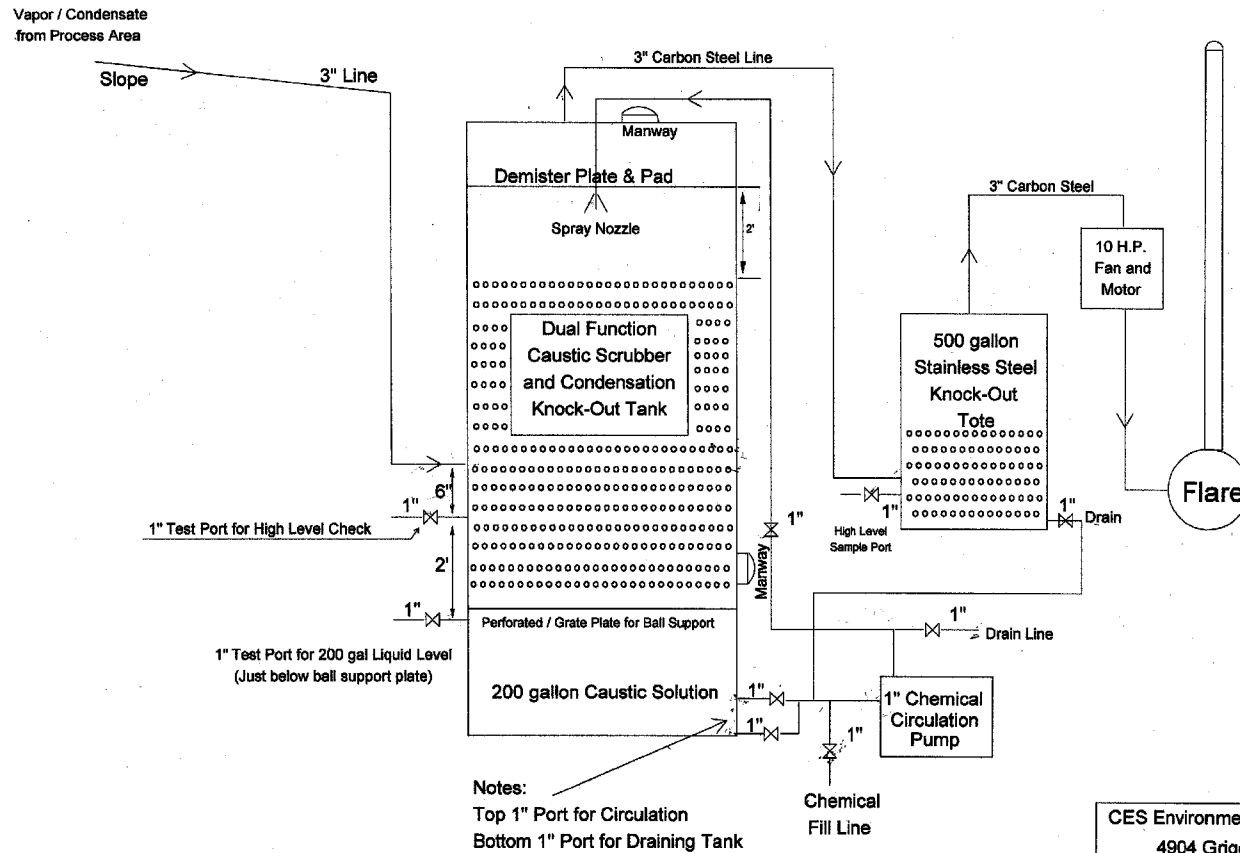 Vapor / Condensate
from Process Area
Slope
3" Line
3" Carbon Steel Line
Manway
Demister Plate & Pad
Spray Nozzle
2'
3" Carbon Steel
10 H.P.
Fan and
Motor
Dual Function
Caustic Scrubber
and Condensation
Knock-Out Tank
500 gallon
Stainless Steel
Knock-Out
Tote
Flare
6"
1"
1" Test Port for High Level Check
2'
1"
1" Test Port for 200 gal Liquid Level
(Just below ball support plate)
Manway
1"
1"
High Level
Sample Port
1"
Drain
Perforated / Grate Plate for Ball Support
200 gallon Caustic Solution
1"
Drain Line
1"
1"
1"
1" Chemical
Circulation
Pump
Chemical
Fill Line
Notes:
Top 1" Port for Circulation
Bottom 1" Port for Draining Tank
CES Environme
4904 Grig